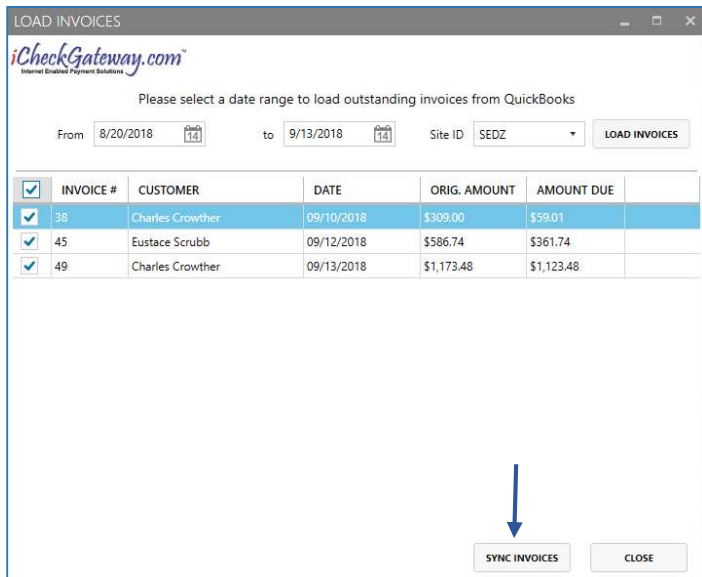 LOAD INVOICES
iCheckGateway.com™
Internet Enabled Payment Solutions
Please select a date range to load outstanding invoices from QuickBooks
From 8/20/2018 14 to 9/13/2018 14 Site ID SEDZ LOAD INVOICES
INVOICE # CUSTOMER DATE ORIG. AMOUNT AMOUNT DUE
38 Charles Crowther 09/10/2018 $309.00 $59.01
45 Eustace Scrubb 09/12/2018 $586.74 $361.74
49 Charles Crowther 09/13/2018 $1,173.48 $1,123.48
SYNC INVOICES CLOSE